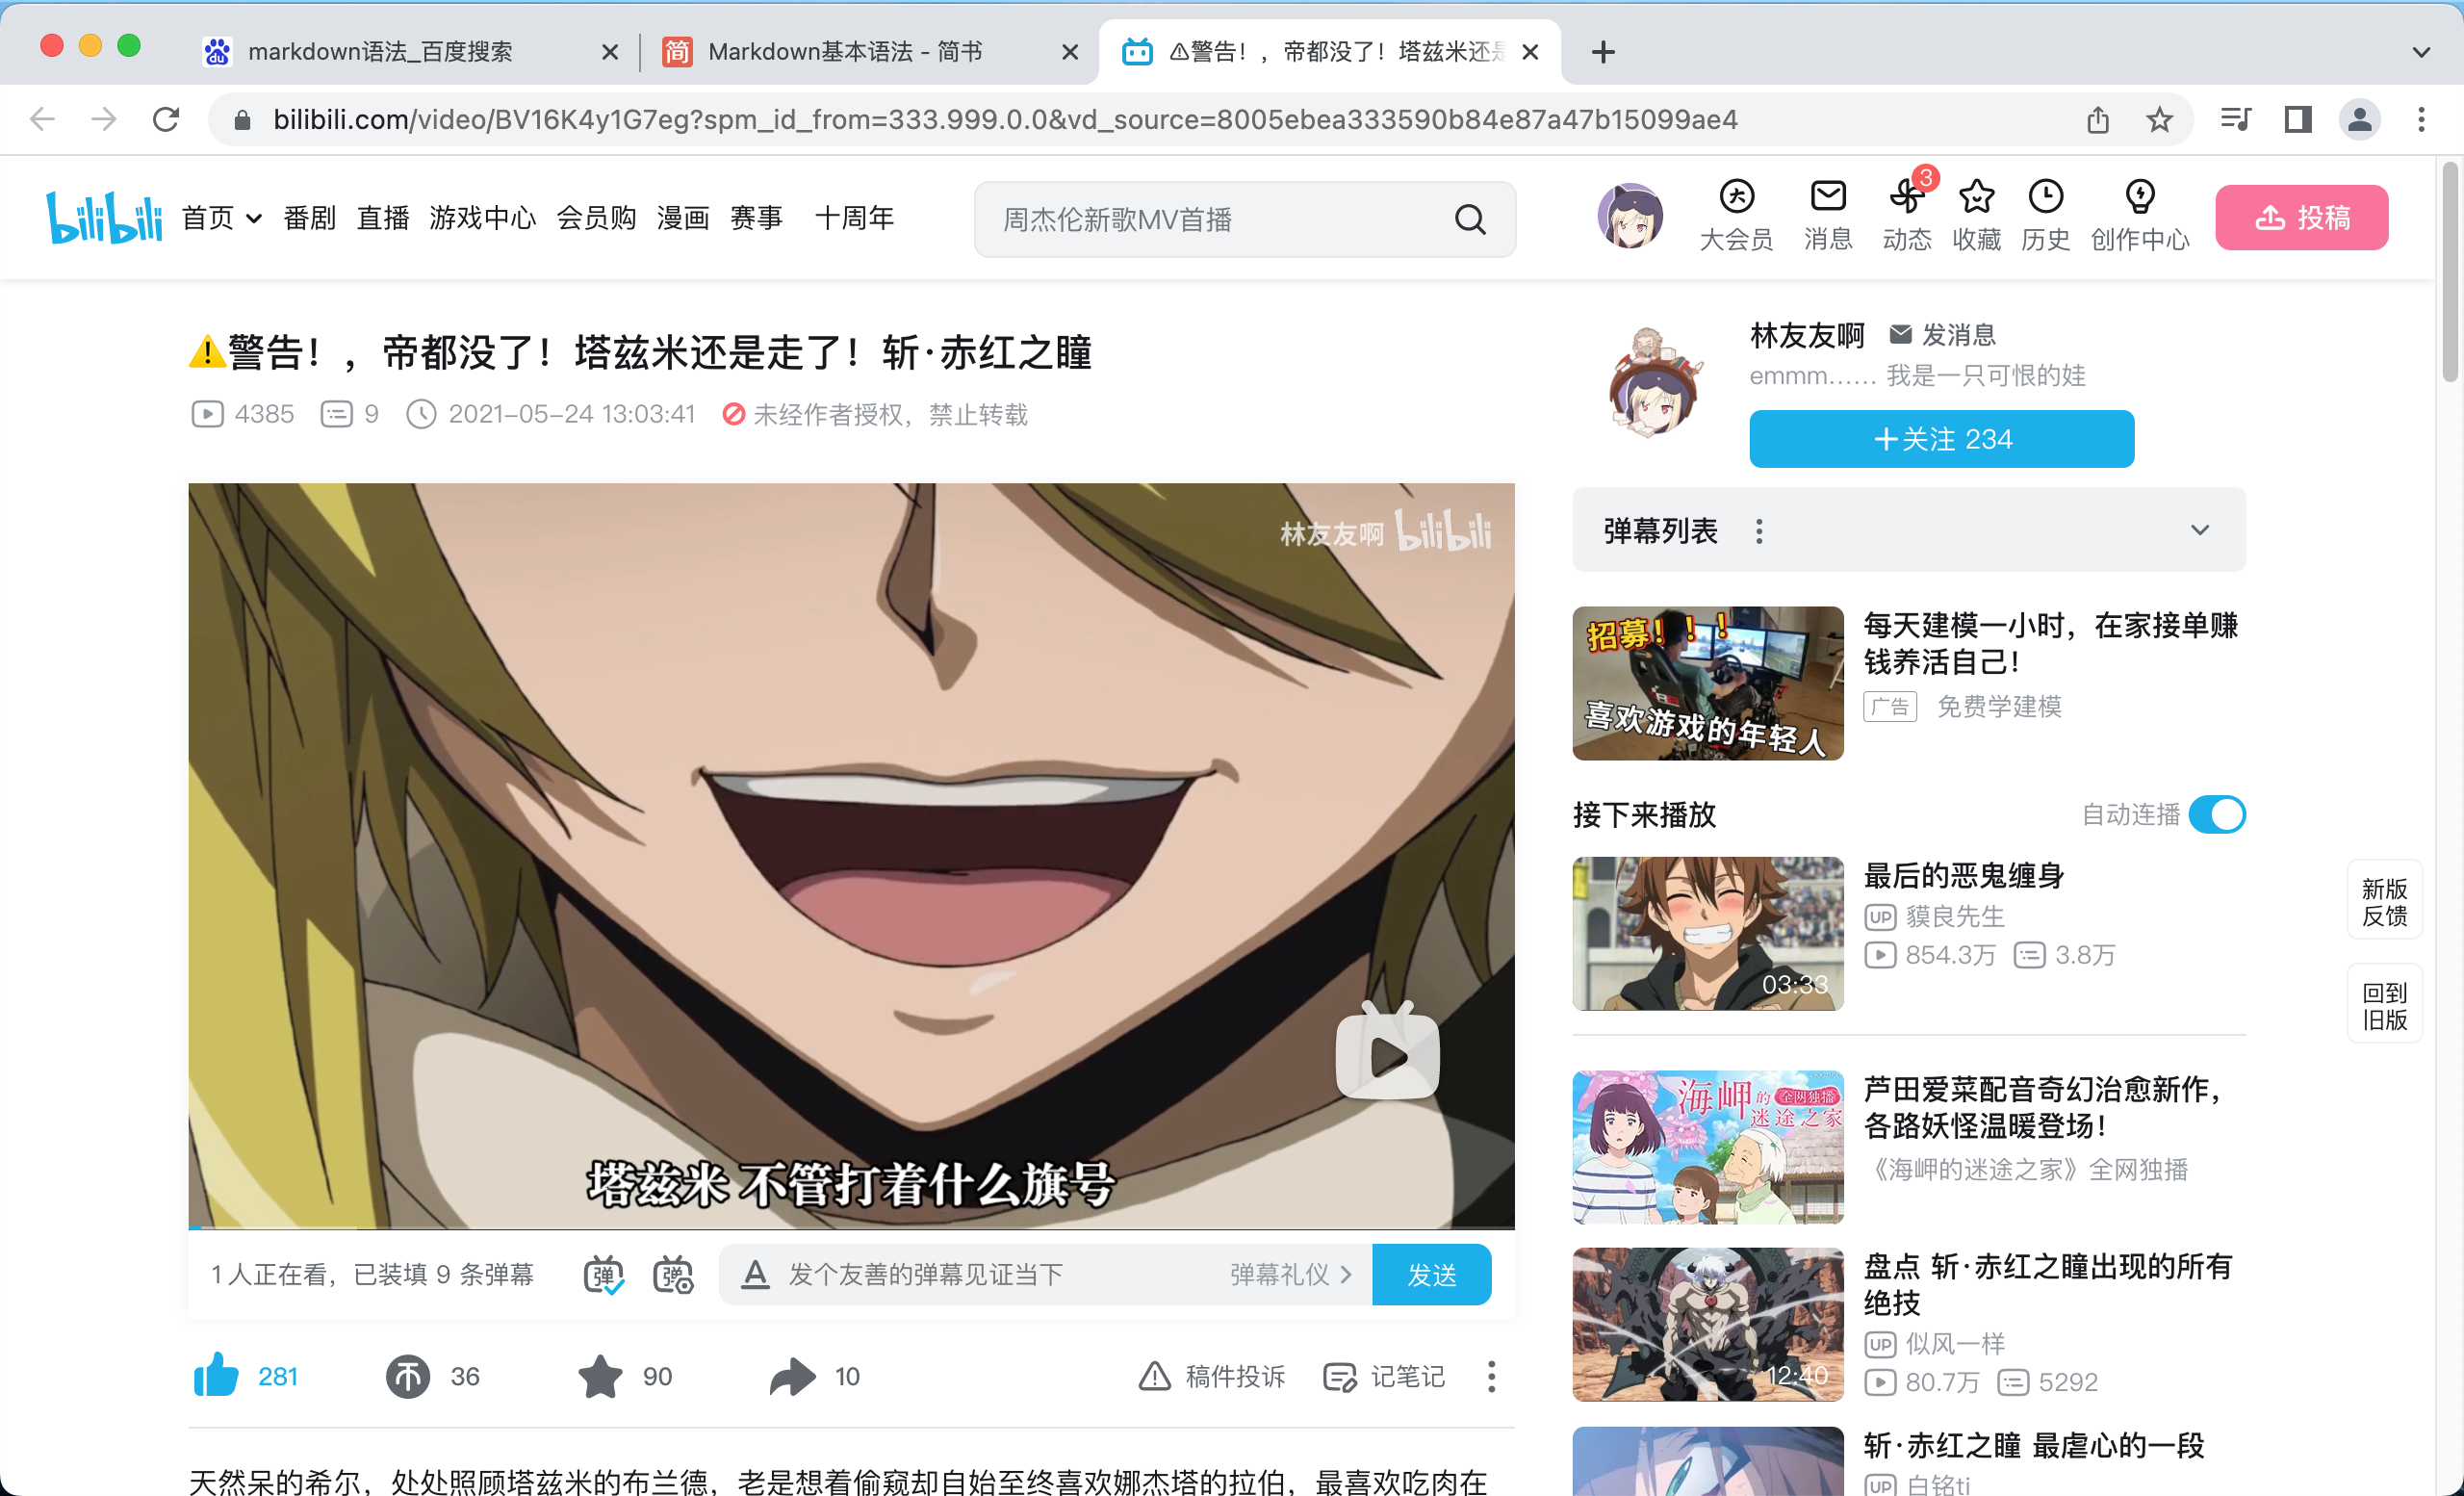 markdown语法_百度搜索
Markdown基本语法 - 简书
⚠警告！，帝都没了！塔兹米还是
bilibili.com/video/BV16K4y1G7eg?spm_id_from=333.999.0.0&vd_source=8005ebea333590b84e87a47b15099ae4
bilibili 首页 番剧 直播 游戏中心 会员购 漫画 赛事 十周年
周杰伦新歌MV首播
大会员 消息 3 动态 收藏 历史 创作中心 投稿
⚠️警告！，帝都没了！塔兹米还是走了！斩·赤红之瞳
4385 9 2021-05-24 13:03:41 未经作者授权，禁止转载
林友友啊 bilibili
塔兹米 不管打着什么旗号
1人正在看，已装填 9 条弹幕 弹 弹 发个友善的弹幕见证当下 弹幕礼仪 发送
281 36 90 10 稿件投诉 记笔记
天然呆的希尔，处处照顾塔兹米的布兰德，老是想着偷窥却自始至终喜欢娜杰塔的拉伯，最喜欢吃肉在
林友友啊 发消息
emmm…… 我是一只可恨的娃
+关注 234
弹幕列表
招募！！！
喜欢游戏的年轻人
每天建模一小时，在家接单赚
钱养活自己！
广告 免费学建模
接下来播放 自动连播
03:33
最后的恶鬼缠身
UP 貘良先生
854.3万 3.8万
海岬的 全网独播
迷途之家
芦田爱菜配音奇幻治愈新作，
各路妖怪温暖登场！
《海岬的迷途之家》全网独播
12:40
盘点 斩·赤红之瞳出现的所有
绝技
UP 似风一样
80.7万 5292
斩·赤红之瞳 最虐心的一段
UP 白铭ti
新版
反馈
回到
旧版